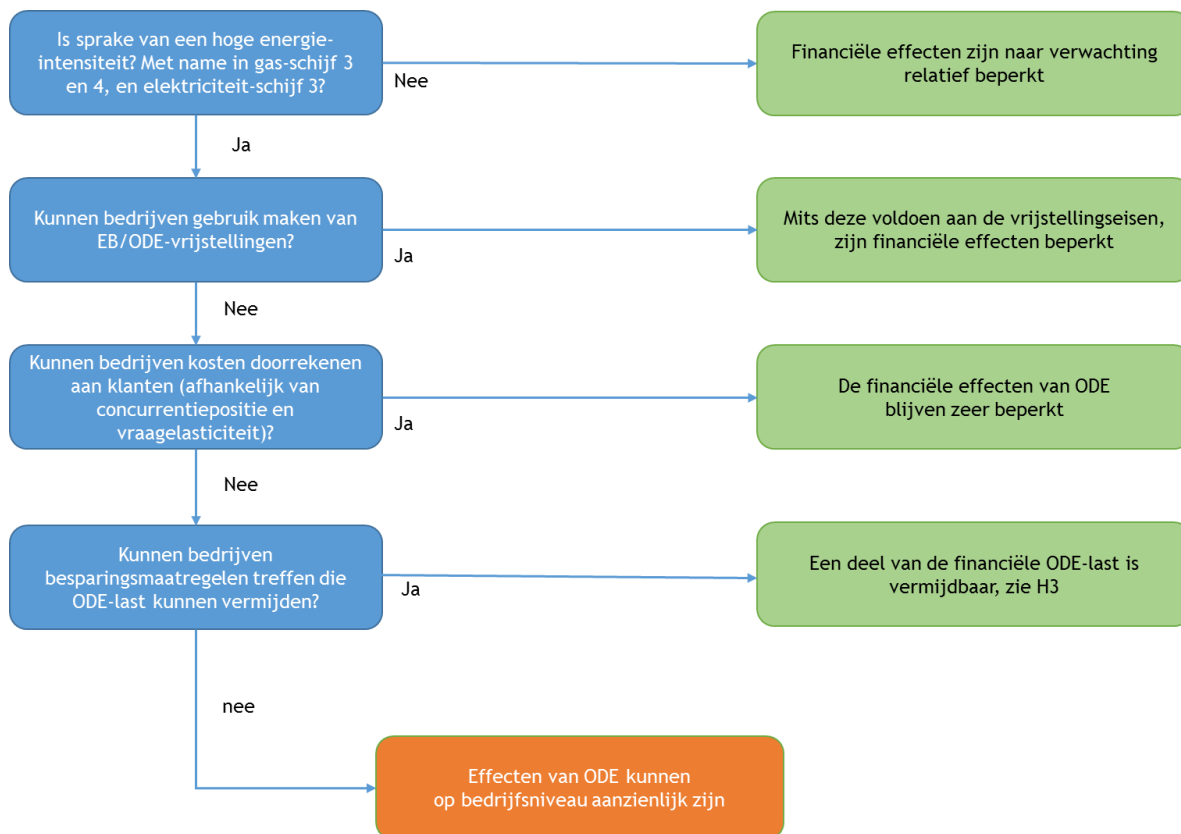 Is sprake van een hoge energie-
intensiteit? Met name in gas-schijf 3
en 4, en elektriciteit-schijf 3?
Nee
Financiële effecten zijn naar verwachting
relatief beperkt
Ja
Kunnen bedrijven gebruik maken van
EB/ODE-vrijstellingen?
Ja
Mits deze voldoen aan de vrijstellingseisen,
zijn financiële effecten beperkt
Nee
Kunnen bedrijven kosten doorrekenen
aan klanten (afhankelijk van
concurrentiepositie en
vraagelasticiteit)?
Ja
De financiële effecten van ODE
blijven zeer beperkt
Nee
Kunnen bedrijven
besparingsmaatregelen treffen die
ODE-last kunnen vermijden?
Ja
Een deel van de financiële ODE-last is
vermijdbaar, zie H3
nee
Effecten van ODE kunnen
op bedrijfsniveau aanzienlijk zijn